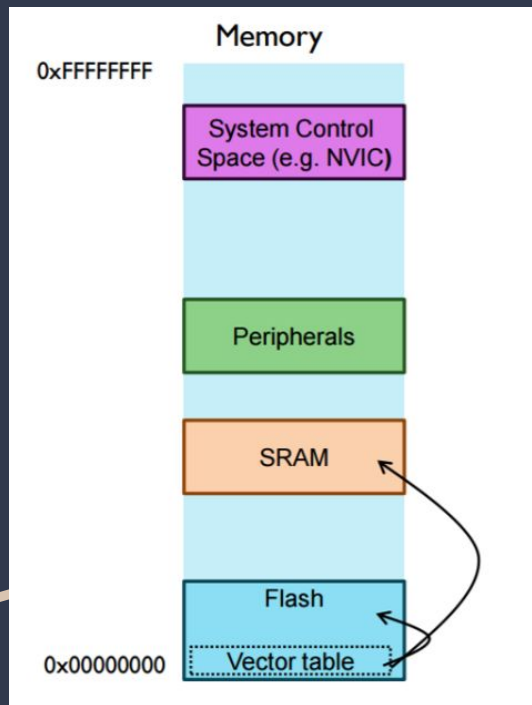 Memory
0xFFFFFFFF
System Control
Space (e.g. NVIC)
Peripherals
SRAM
Flash
Vector table
0x00000000